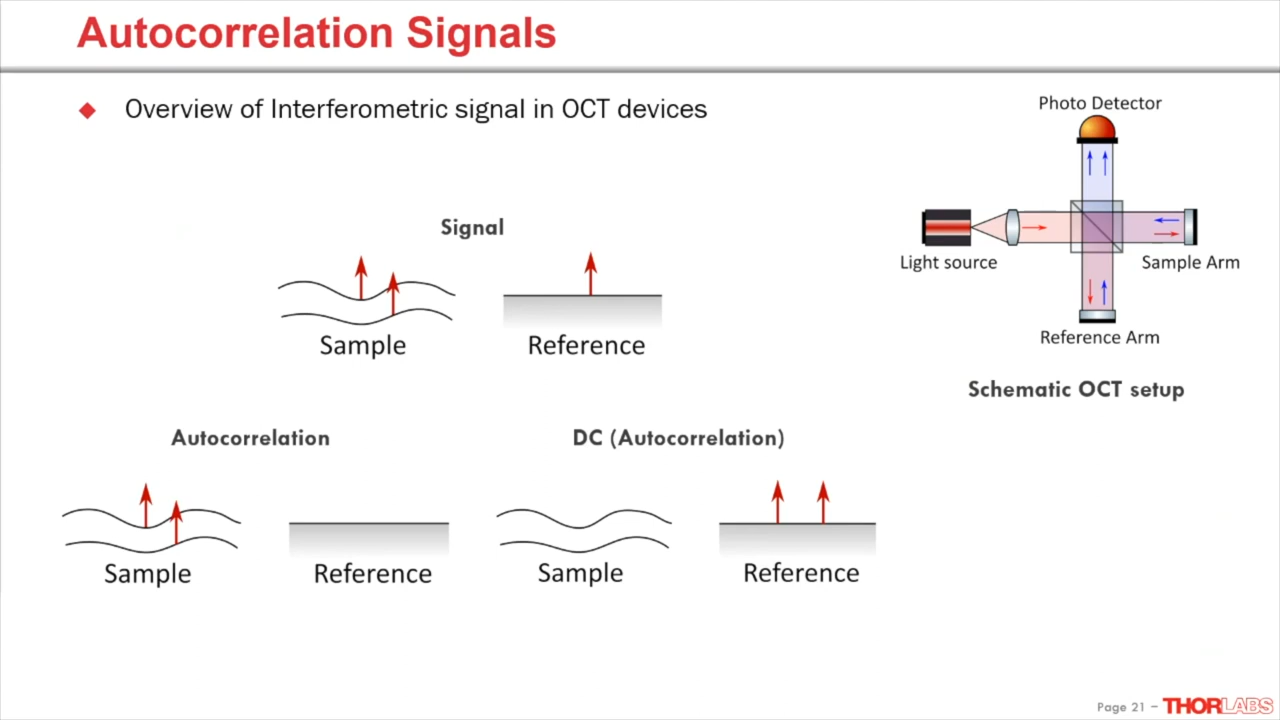 Autocorrelation Signals
Overview of Interferometric signal in OCT devices
Photo Detector
Light source
Sample Arm
Reference Arm
Schematic OCT setup
Signal
Sample
Reference
Autocorrelation
Sample
Reference
DC (Autocorrelation)
Sample
Reference
Page 21 – THORLABS